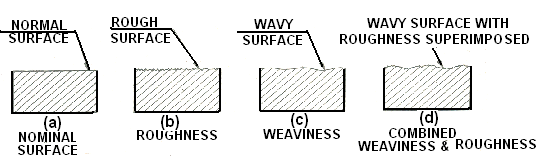 NORMAL
SURFACE
ROUGH
SURFACE
WAVY
SURFACE
WAVY SURFACE WITH
ROUGHNESS SUPERIMPOSED
(a)
NOMINAL
SURFACE
(b)
ROUGHNESS
(c)
WEAVINESS
(d)
COMBINED
WEAVINESS & ROUGHNESS